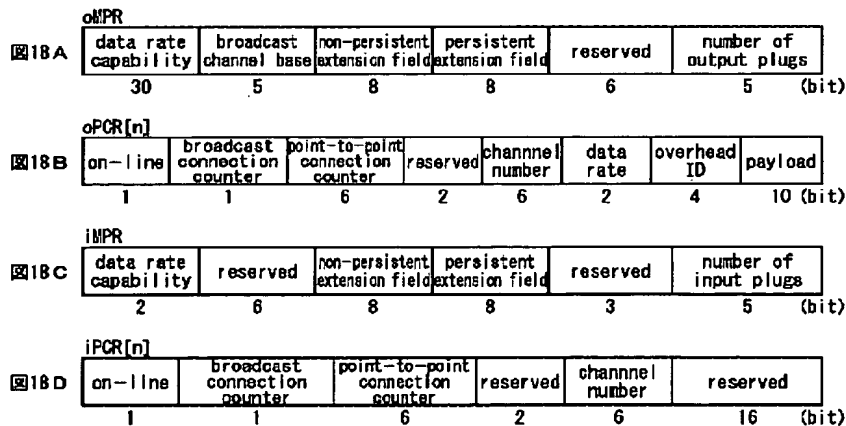 oMPR
図18A
data rate capability
broadcast channel base
non-persistent extension field
persistent extension field
reserved
number of output plugs
30 5 8 8 6 5 (bit)
oPCR[n]
図18B
on-line
broadcast connection counter
point-to-point connection counter
reserved
channnel number
data rate
overhead ID
payload
1 1 6 2 6 2 4 10 (bit)
iMPR
図18C
data rate capability
reserved
non-persistent extension field
persistent extension field
reserved
number of input plugs
2 6 8 8 3 5 (bit)
iPCR[n]
図18D
on-line
broadcast connection counter
point-to-point connection counter
reserved
channnel number
reserved
1 1 6 2 6 16 (bit)